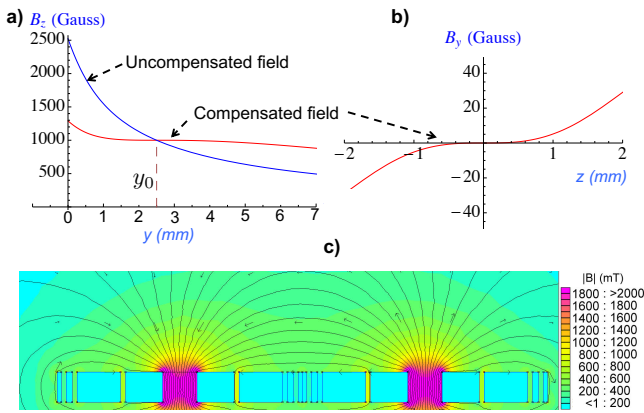 a)
B_z (Gauss)
2500
2000
1500
1000
500
Uncompensated field
Compensated field
y_0
0 1 2 3 4 5 6 7
y (mm)
b)
B_y (Gauss)
40
20
−20
−40
−2 −1 1 2
z (mm)
c)
|B| (mT)
1800 : >2000
1600 : 1800
1400 : 1600
1200 : 1400
1000 : 1200
800 : 1000
600 : 800
400 : 600
200 : 400
<1 : 200